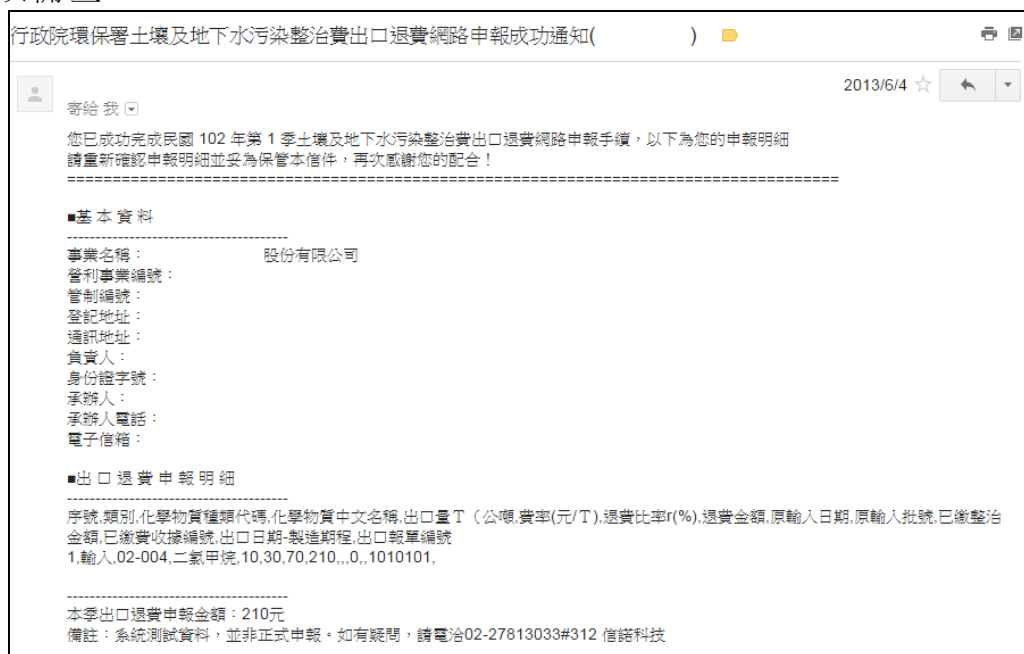 行政院環保署土壤及地下水污染整治費出口退費網路申報成功通知( )
2013/6/4
寄給 我
您已成功完成民國 102 年第 1 季土壤及地下水污染整治費出口退費網路申報手續，以下為您的申報明細
請重新確認申報明細並妥為保管本信件，再次感謝您的配合！
=====================================================================================
■基 本 資 料
--------------------------------------
事業名稱： 股份有限公司
營利事業編號：
管制編號：
登記地址：
通訊地址：
負責人：
身份證字號：
承辦人：
承辦人電話：
電子信箱：
■出 口 退 費 申 報 明 細
--------------------------------------
序號,類別,化學物質種類代碼,化學物質中文名稱,出口量Ｔ（公噸,費率(元/Ｔ),退費比率r(%),退費金額,原輸入日期,原輸入批號,已繳整治
金額,已繳費收據編號,出口日期-製造期程,出口報單編號
1,輸入,02-004,二氯甲烷,10,30,70,210,,,0,,1010101,
--------------------------------------
本季出口退費申報金額：210元
備註：系統測試資料，並非正式申報。如有疑問，請電洽02-27813033#312 信諾科技